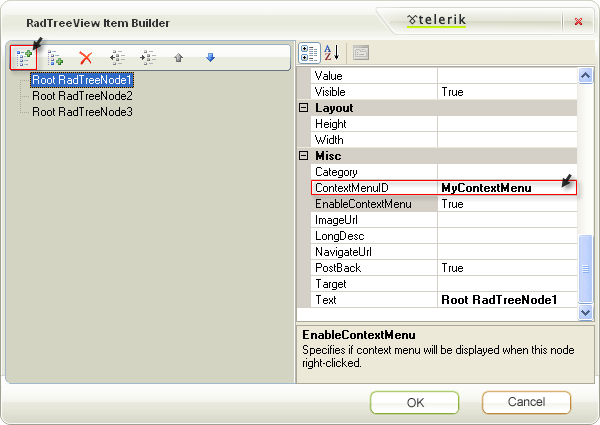 RadTreeView Item Builder
telerik
Root RadTreeNode1
Root RadTreeNode2
Root RadTreeNode3
A
Z
Value
Visible True
Layout
Height
Width
Misc
Category
ContextMenuID MyContextMenu
EnableContextMenu True
ImageUrl
LongDesc
NavigateUrl
PostBack True
Target
Text Root RadTreeNode1
EnableContextMenu
Specifies if context menu will be displayed when this node
right-clicked.
OK Cancel